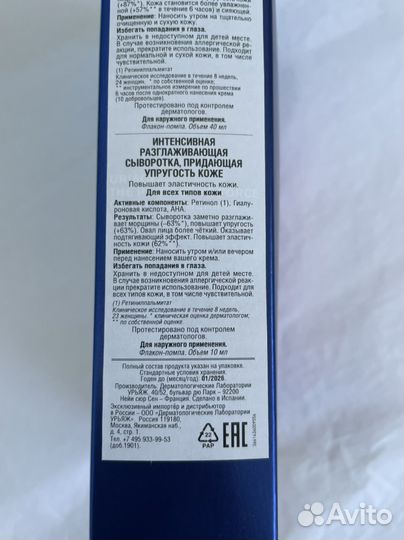 (+87%*). Кожа становится более увлажнен-
ной (+57%** в течение 6 часов) и сияющей.
Применение: Наносить утром на тщательно
очищенную и сухую кожу.
Избегать попадания в глаза.
Хранить в недоступном для детей месте.
В случае возникновения аллергической ре-
акции, прекратите использование. Подходит
для нормальной и сухой кожи, в том числе
чувствительной.
(1) Ретинилпальмитат
Клиническое исследование в течение 8 недель,
24 женщин. * по собственной оценке;
** инструментальное измерение по прошествии
6 часов после однократного нанесения крема
(10 добровольцев).
Протестировано под контролем
дерматологов.
Для наружного применения.
Флакон-помпа. Объем 40 мл
ИНТЕНСИВНАЯ
РАЗГЛАЖИВАЮЩАЯ
СЫВОРОТКА, ПРИДАЮЩАЯ
УПРУГОСТЬ КОЖЕ
Повышает эластичность кожи.
Для всех типов кожи
Активные компоненты: Ретинол (1), Гиалу-
роновая кислота, AHA.
Результаты: Сыворотка заметно разглажи-
вает морщины (–63%*), повышает упругость
(+63%). Овал лица более чёткий. Оказывает
подтягивающий эффект. Повышает эластич-
ность кожи (62%**).
Применение: Наносить утром и/или вечером
перед нанесением вашего крема.
Избегать попадания в глаза.
Хранить в недоступном для детей месте.
В случае возникновения аллергической реак-
ции прекратите использование. Подходит для
всех типов кожи, в том числе чувствительной.
(1) Ретинилпальмитат
Клиническое исследование в течение 8 недель,
23 женщины. * клиническая оценка дерматологом;
** по собственной оценке
Протестировано под контролем
дерматологов.
Для наружного применения.
Флакон-помпа. Объем 10 мл
Полный состав продукта указан на упаковке.
Стандартные условия хранения.
Годен до (месяц/год): 01/2026.
Производитель: Дерматологические Лаборатории
УРЬЯЖ. 40/52, бульвар дю Парк – 92200
Нейи сюр Сен – Франция. Сделано в Испании.
Эксклюзивный импортёр и дистрибьютор
в России – ООО «Дерматологические Лаборатории
УРЬЯЖ» Россия 119180,
Москва, Якиманская наб.,
д. 4, стр. 1.
Тел. +7 495 933-99-53
(доб.1901).
22
PAP
EAC
Avito